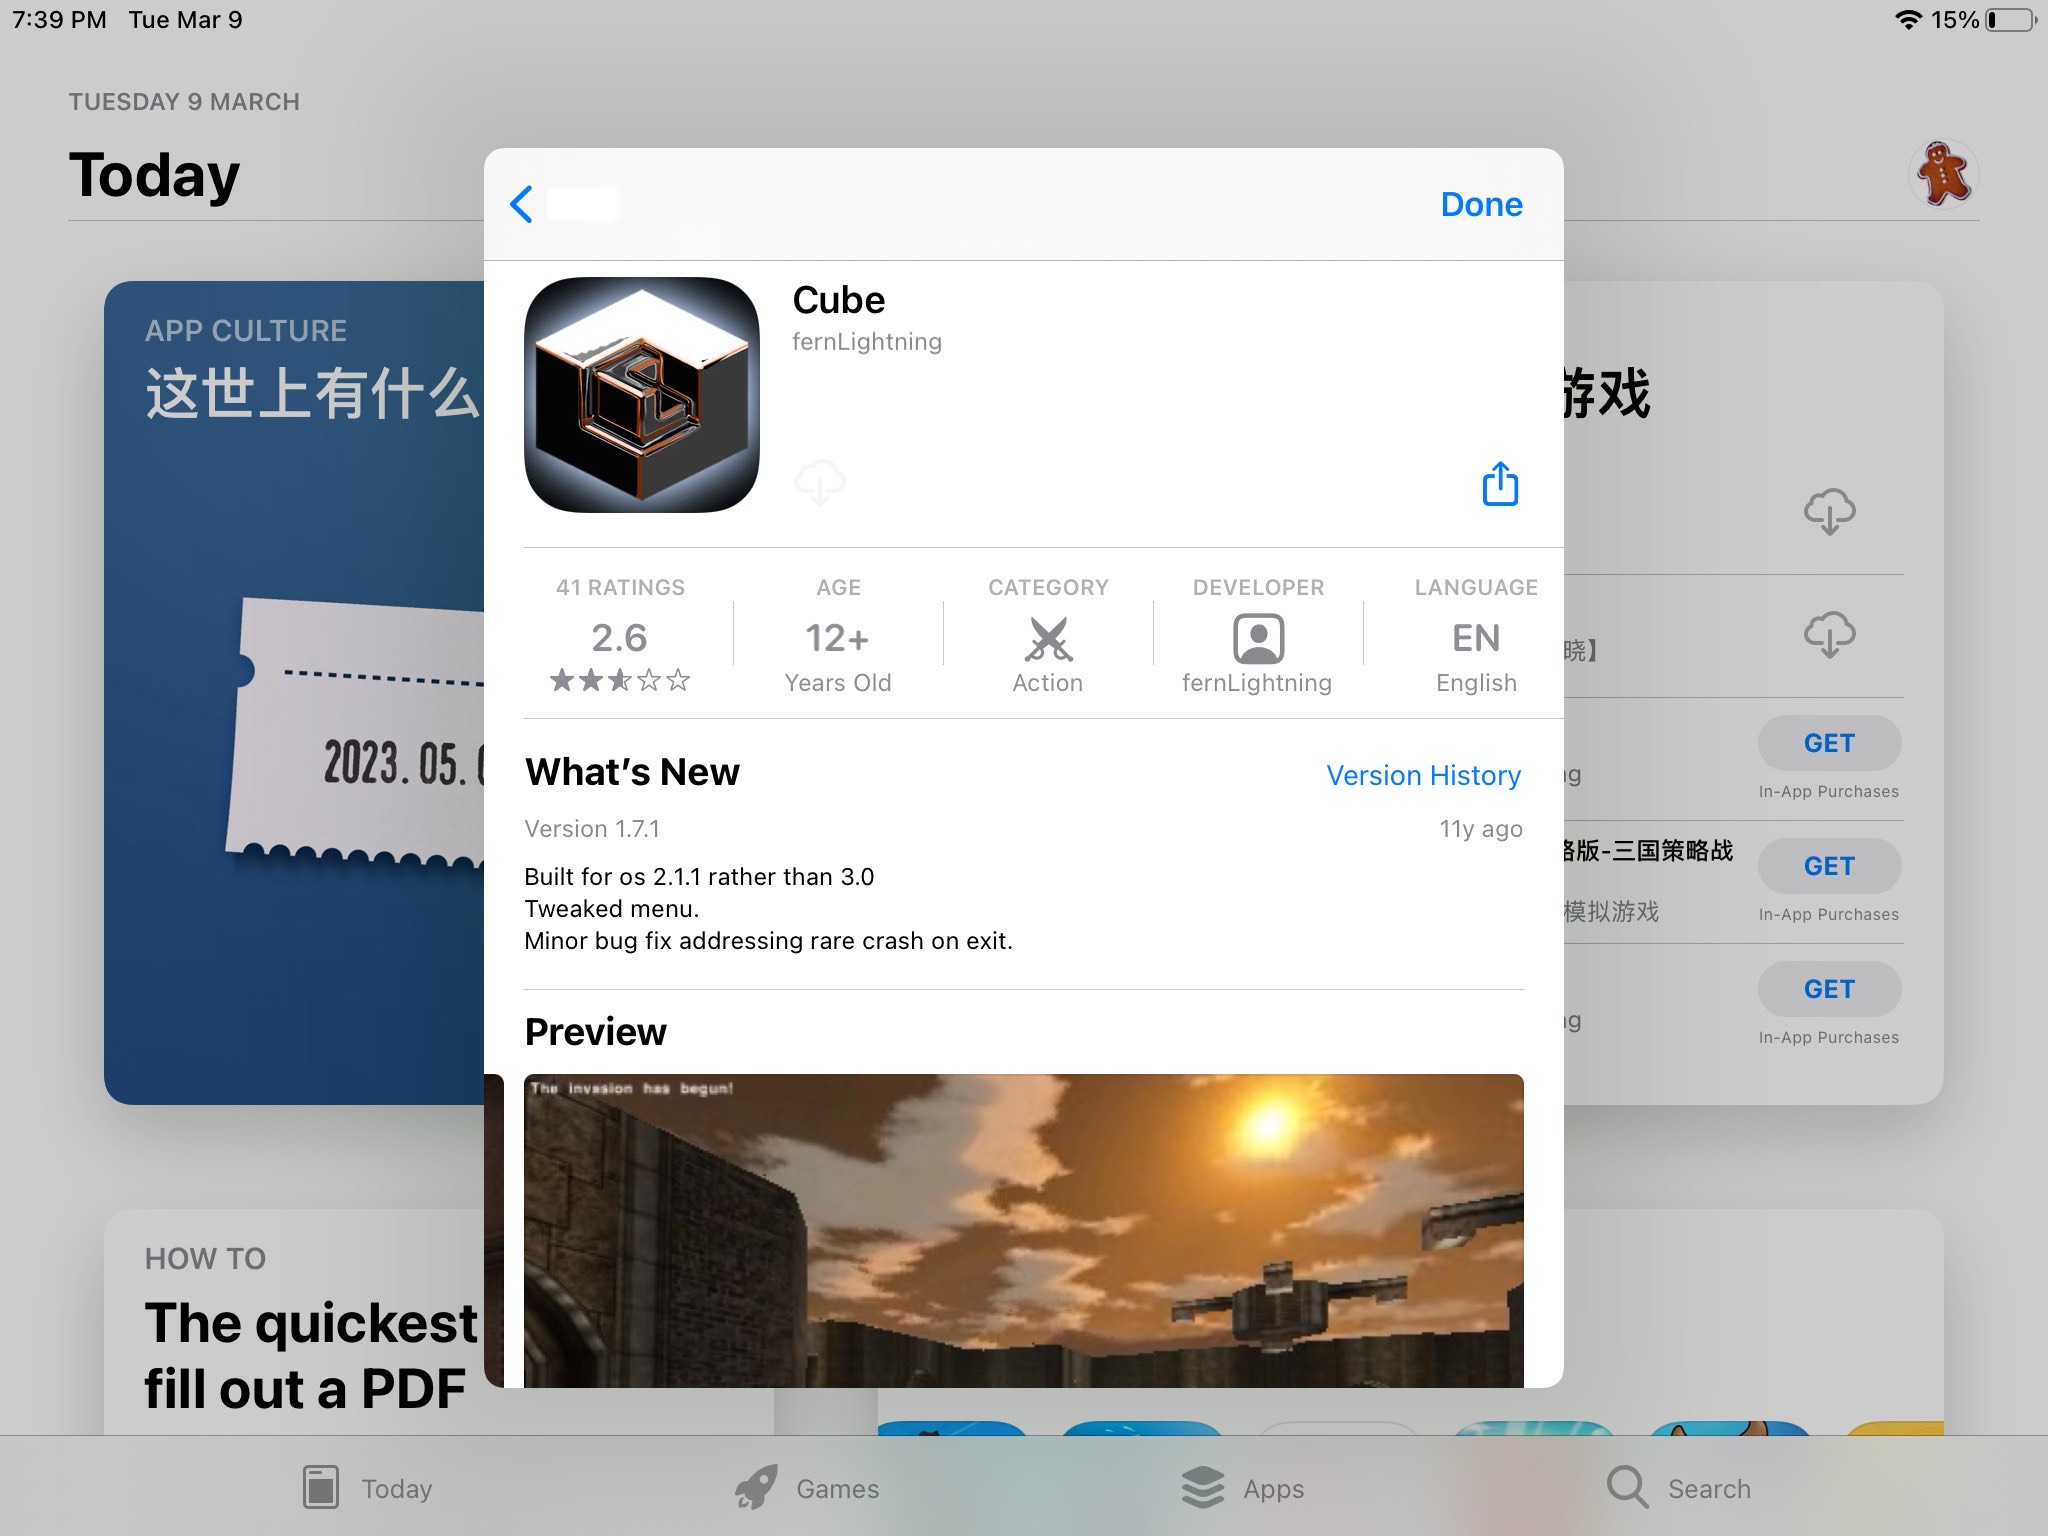 7:39 PM Tue Mar 9
15%
TUESDAY 9 MARCH
Today
APP CULTURE
这世上有什么
2023. 05.
HOW TO
The quickest
fill out a PDF
Done
Cube
fernLightning
41 RATINGS
2.6
AGE
12+
Years Old
CATEGORY
Action
DEVELOPER
fernLightning
LANGUAGE
EN
English
What's New
Version History
Version 1.7.1
11y ago
Built for os 2.1.1 rather than 3.0
Tweaked menu.
Minor bug fix addressing rare crash on exit.
Preview
The invasion has begun!
游戏
晓】
GET
In-App Purchases
略版-三国策略战
模拟游戏
GET
In-App Purchases
GET
In-App Purchases
Today
Games
Apps
Search